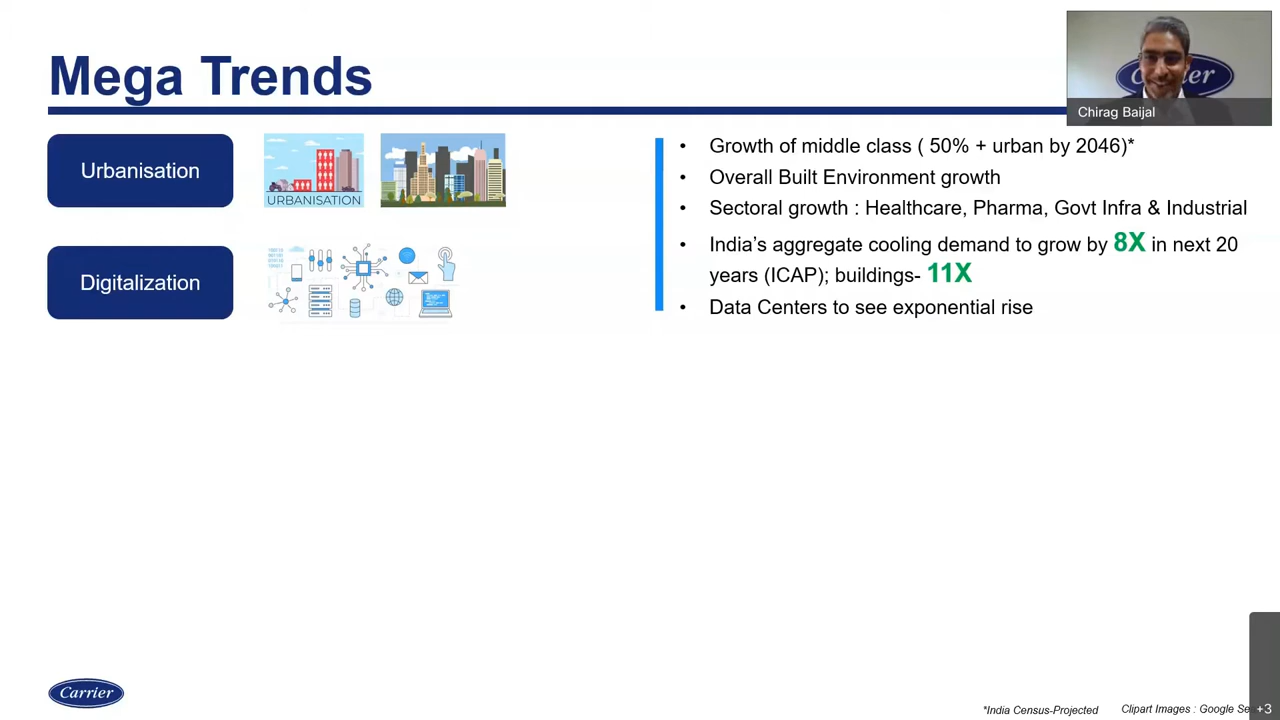 Mega Trends
Carrier
Chirag Baijal
Urbanisation
URBANISATION
Digitalization
• Growth of middle class ( 50% + urban by 2046)*
• Overall Built Environment growth
• Sectoral growth : Healthcare, Pharma, Govt Infra & Industrial
• India's aggregate cooling demand to grow by 8X in next 20
years (ICAP); buildings- 11X
• Data Centers to see exponential rise
Carrier
*India Census-Projected
Clipart Images : Google
+3